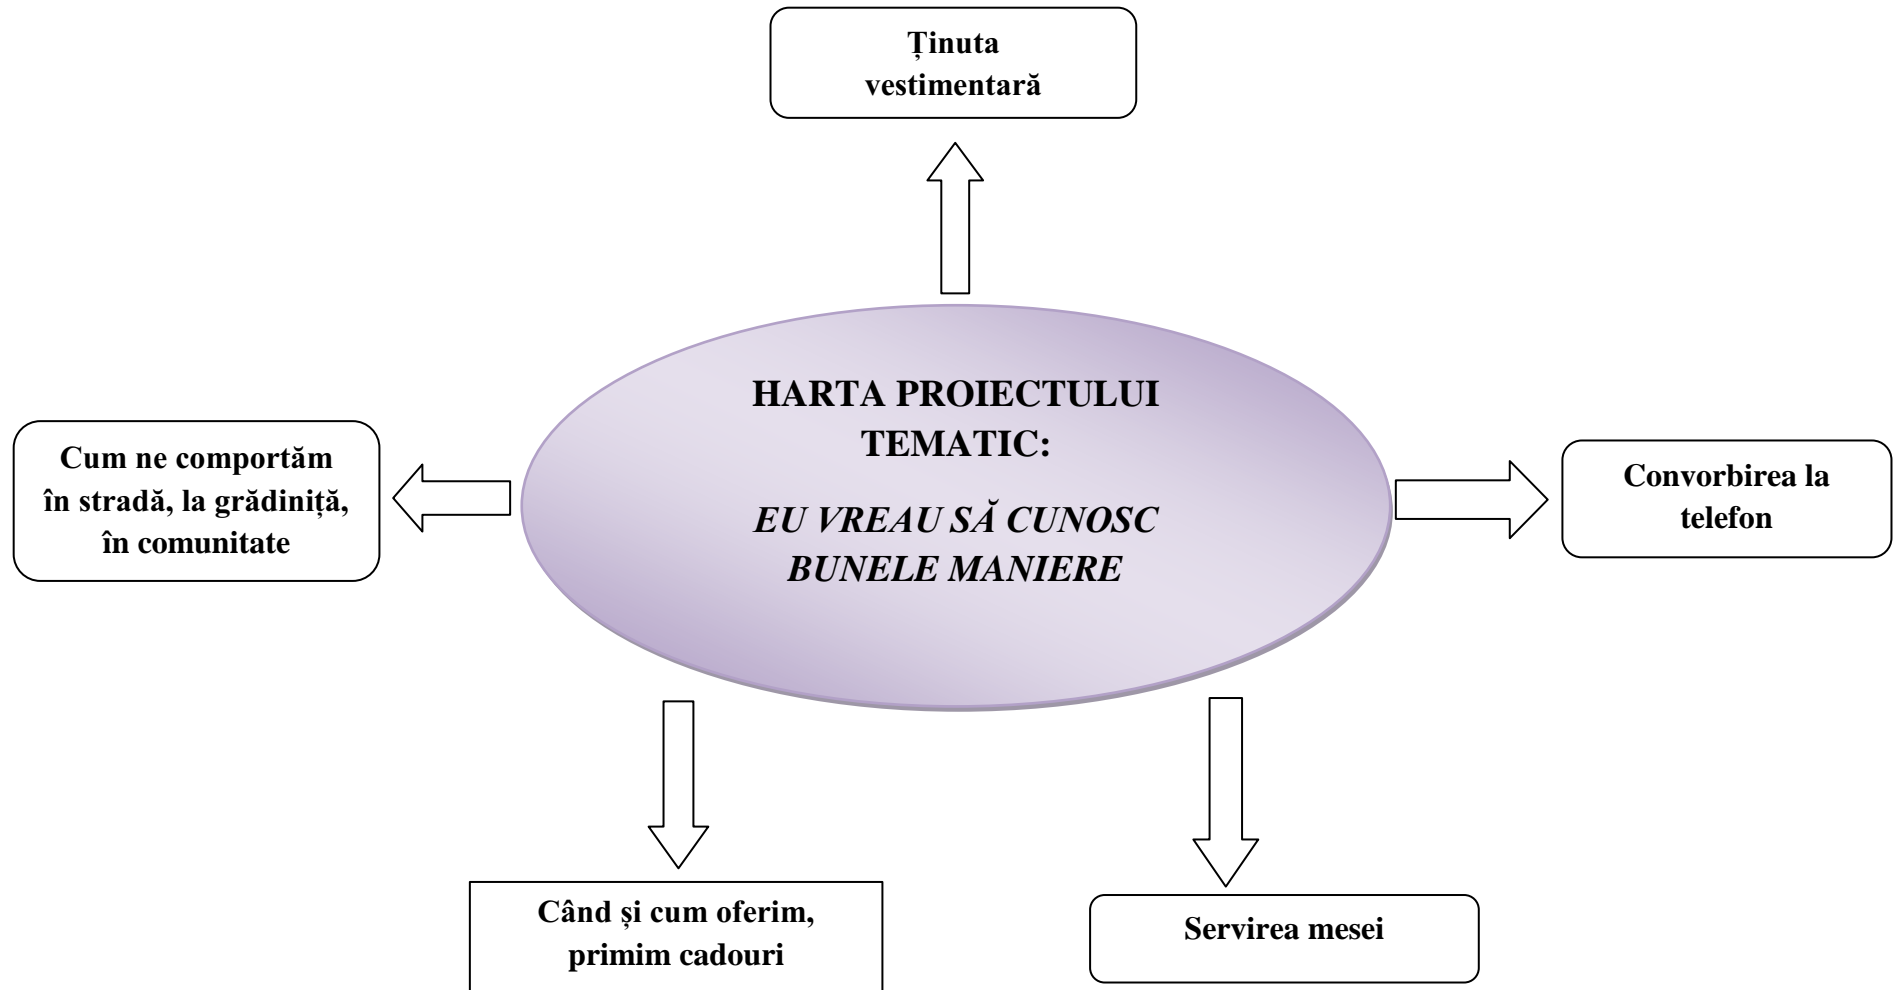 Ținuta
vestimentară
HARTA PROIECTULUI
TEMATIC:
EU VREAU SĂ CUNOSC
BUNELE MANIERE
Cum ne comportăm
în stradă, la grădiniță,
în comunitate
Convorbirea la
telefon
Când și cum oferim,
primim cadouri
Servirea mesei